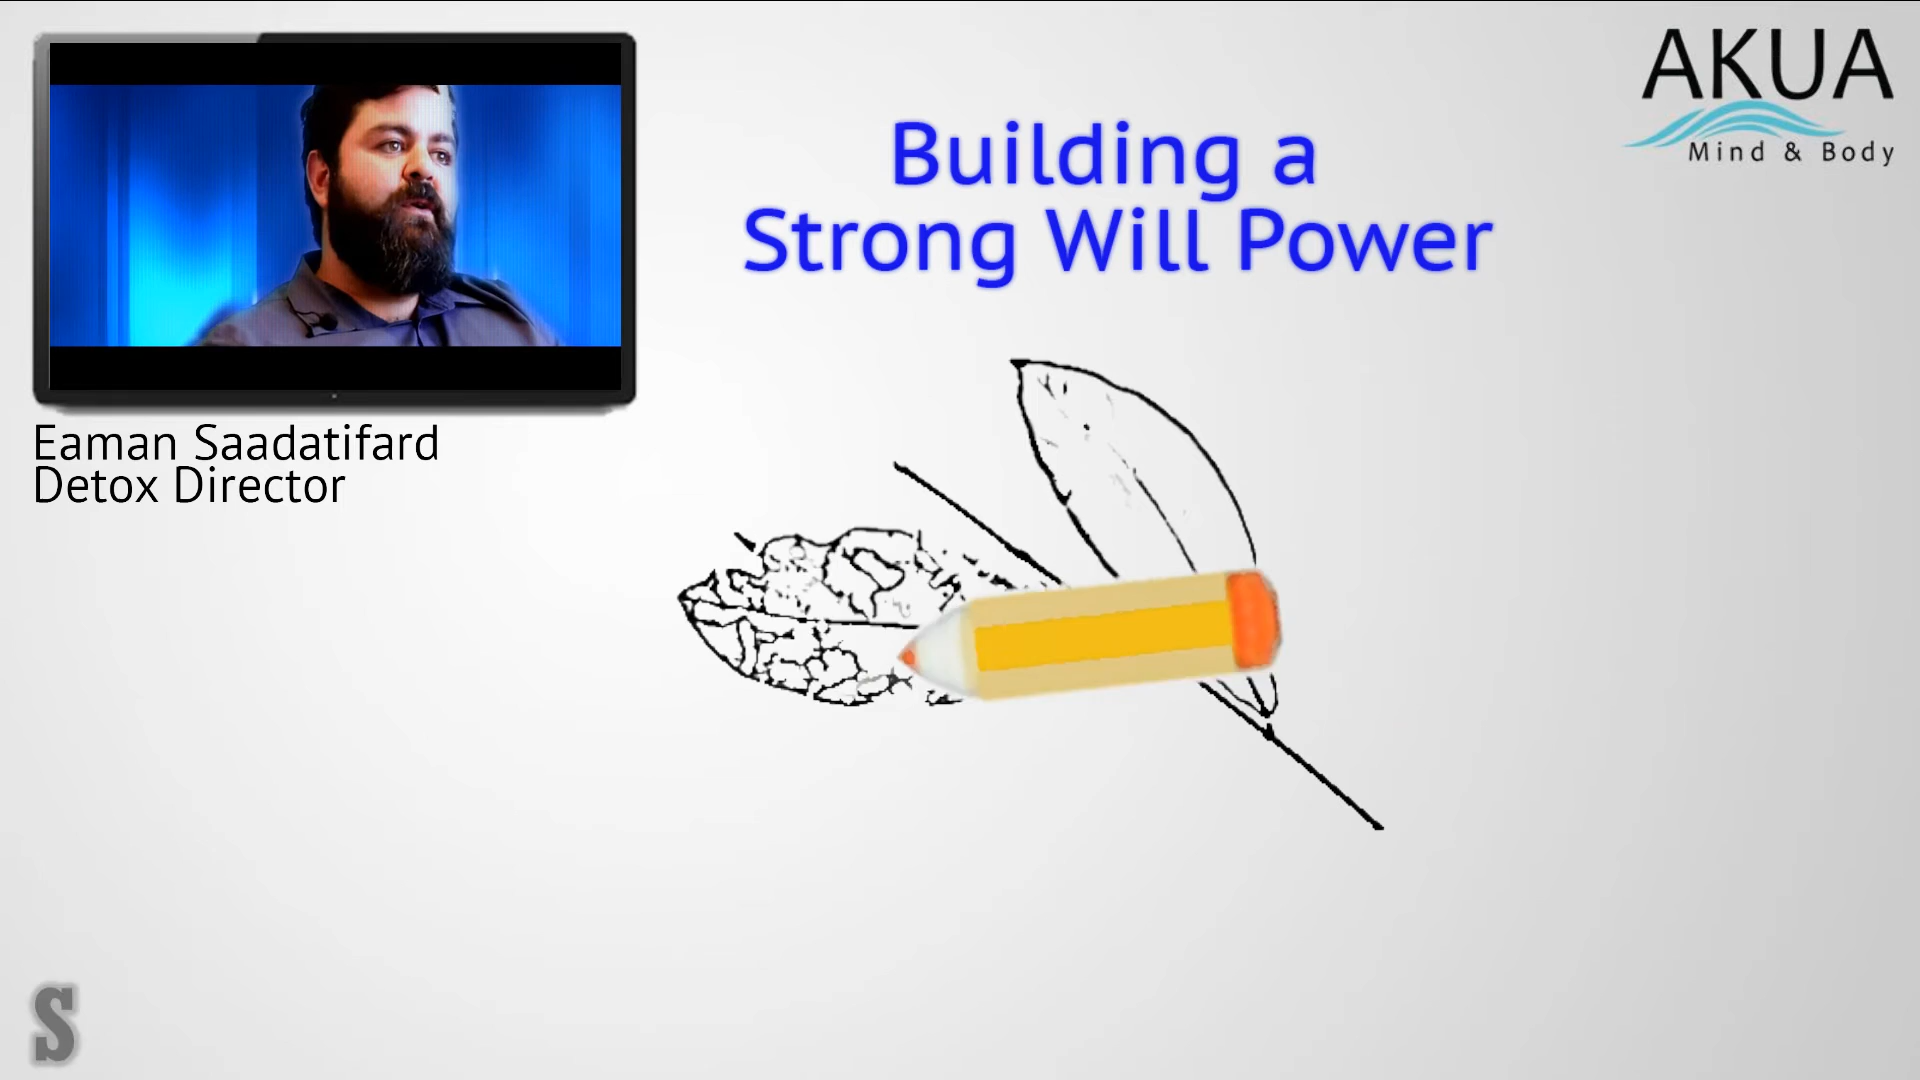 AKUA
Mind & Body
Building a
Strong Will Power
Eaman Saadatifard
Detox Director
S